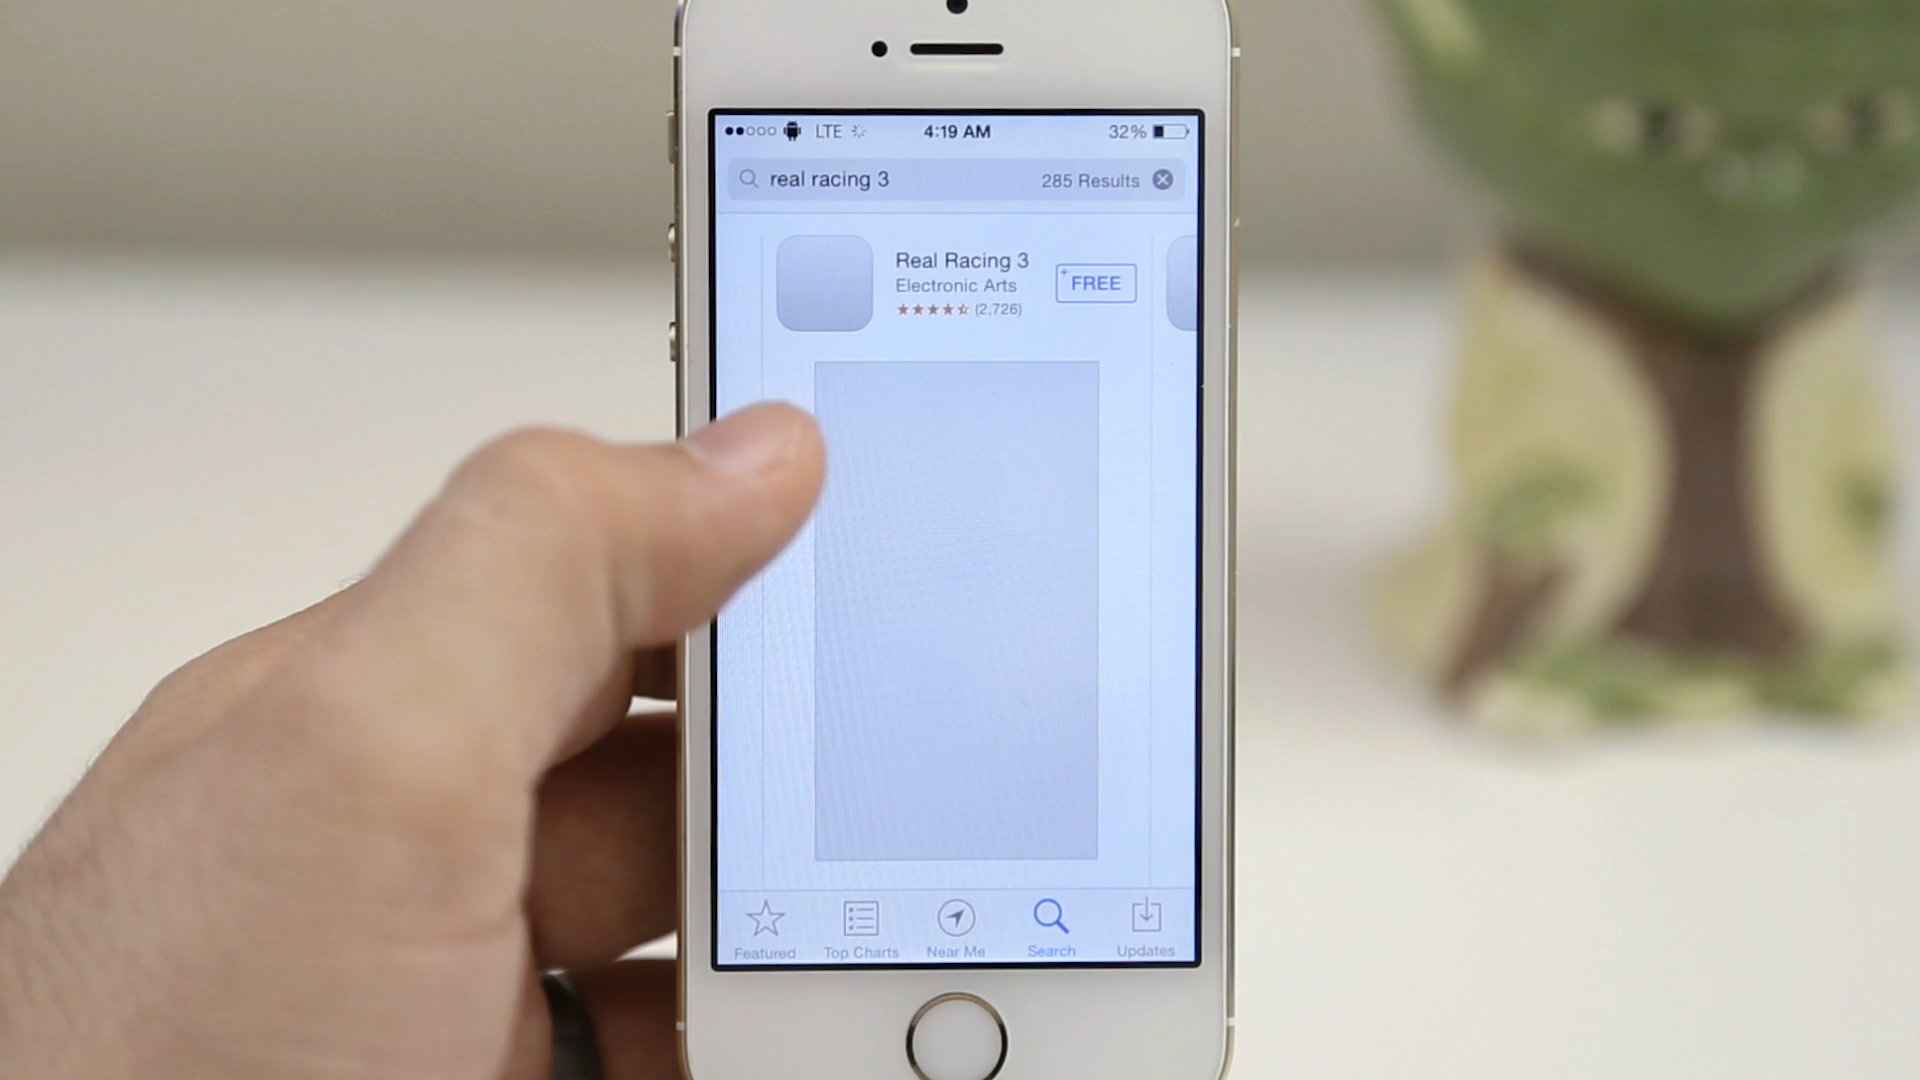 LTE 4:19 AM 32%
real racing 3 285 Results
Real Racing 3
Electronic Arts
FREE
(2,726)
Featured Top Charts Near Me Search Updates